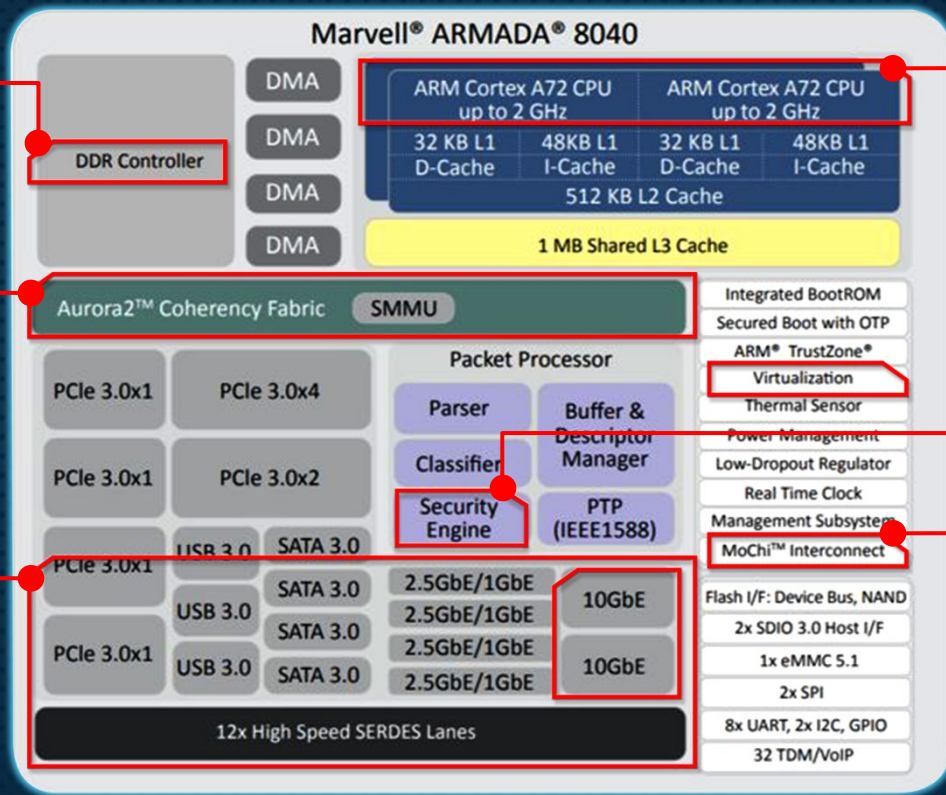 Marvell® ARMADA® 8040
DDR Controller
DMA
DMA
DMA
DMA
ARM Cortex A72 CPU
up to 2 GHz
ARM Cortex A72 CPU
up to 2 GHz
32 KB L1
D-Cache
48KB L1
I-Cache
32 KB L1
D-Cache
48KB L1
I-Cache
512 KB L2 Cache
1 MB Shared L3 Cache
Aurora2™ Coherency Fabric
SMMU
PCIe 3.0x1
PCIe 3.0x4
PCIe 3.0x1
PCIe 3.0x2
PCIe 3.0x1
PCIe 3.0x1
USB 3.0
USB 3.0
USB 3.0
SATA 3.0
SATA 3.0
SATA 3.0
SATA 3.0
Packet Processor
Parser
Buffer &
Descriptor
Manager
Classifier
Security
Engine
PTP
(IEEE1588)
2.5GbE/1GbE
2.5GbE/1GbE
2.5GbE/1GbE
2.5GbE/1GbE
10GbE
10GbE
12x High Speed SERDES Lanes
Integrated BootROM
Secured Boot with OTP
ARM® TrustZone®
Virtualization
Thermal Sensor
Power Management
Low-Dropout Regulator
Real Time Clock
Management Subsystem
MoChi™ Interconnect
Flash I/F: Device Bus, NAND
2x SDIO 3.0 Host I/F
1x eMMC 5.1
2x SPI
8x UART, 2x I2C, GPIO
32 TDM/VoIP